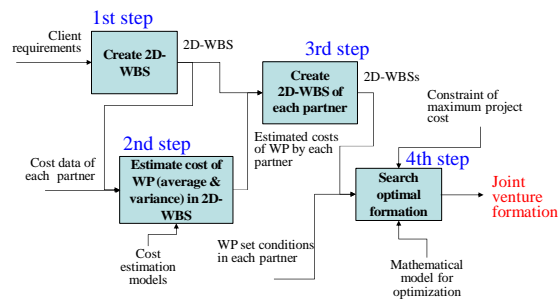 1st step
Client
requirements
2D-WBS
Create 2D-
WBS
3rd step
Create
2D-WBS of
each partner
2D-WBSs
Constraint of
maximum project
cost
2nd step
Estimated costs
of WP by each
partner
Cost data of
each partner
Estimate cost of
WP (average &
variance) in 2D-
WBS
4th step
Search
optimal
formation
Joint
venture
formation
Cost
estimation
models
WP set conditions
in each partner
Mathematical
model for
optimization